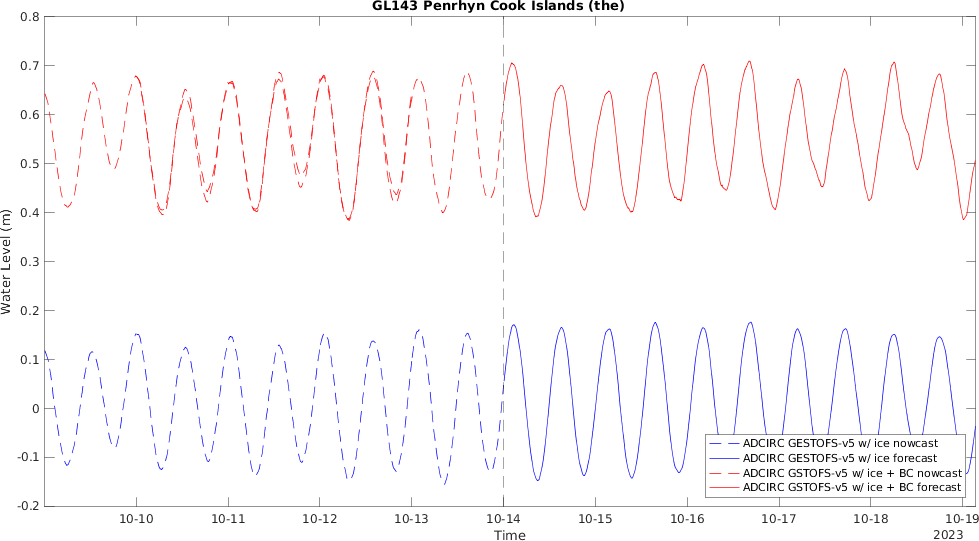 GL143 Penrhyn Cook Islands (the)
0.8
0.7
0.6
0.5
0.4
0.3
0.2
0.1
0
-0.1
-0.2
Water Level (m)
ADCIRC GESTOFS-v5 w/ ice nowcast
ADCIRC GESTOFS-v5 w/ ice forecast
ADCIRC GSTOFS-v5 w/ ice + BC nowcast
ADCIRC GSTOFS-v5 w/ ice + BC forecast
10-10 10-11 10-12 10-13 10-14 10-15 10-16 10-17 10-18 10-19
Time 2023